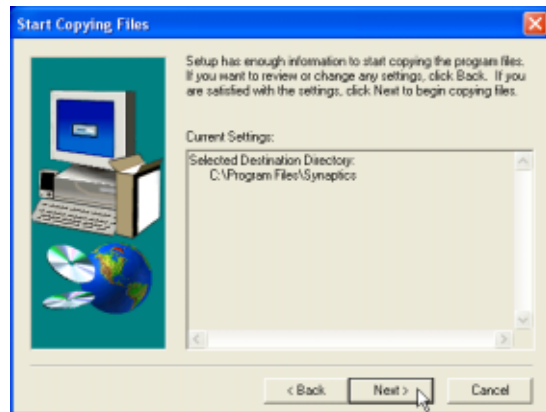 Start Copying Files
Setup has enough information to start copying the program files.
If you want to review or change any settings, click Back. If you
are satisfied with the settings, click Next to begin copying files.
Current Settings:
Selected Destination Directory:
C:\Program Files\Synaptics
< Back
Next >
Cancel